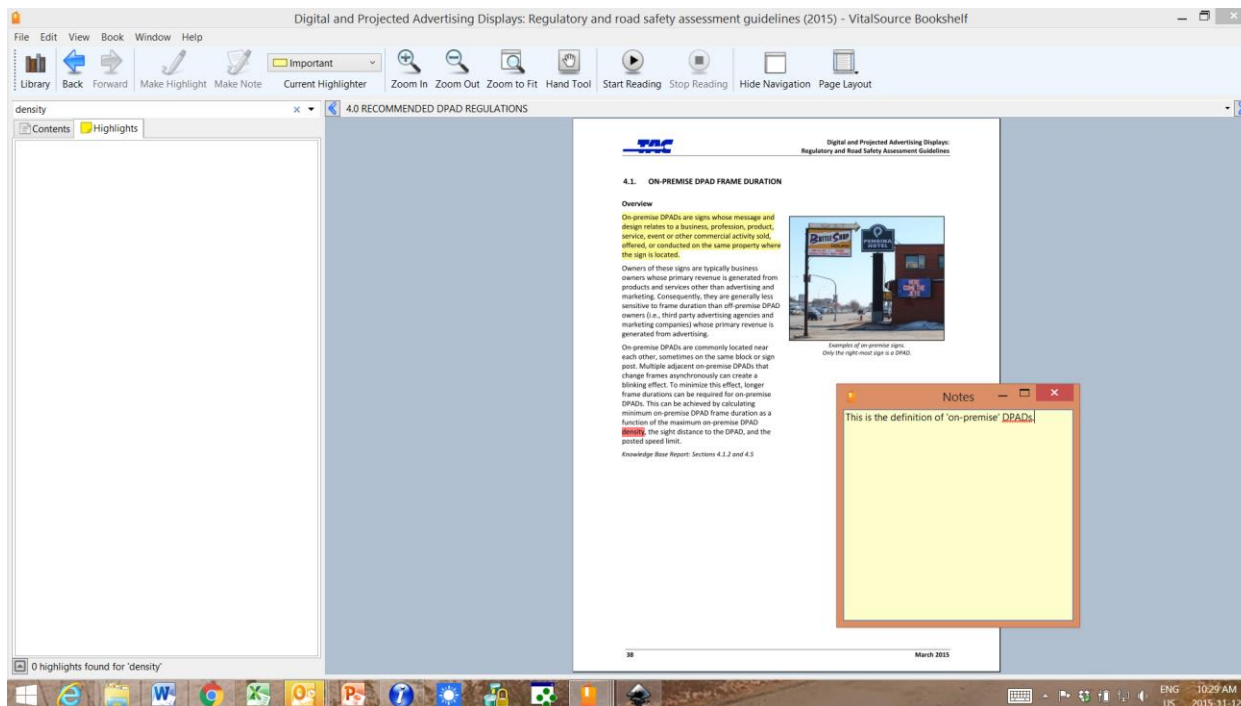 Digital and Projected Advertising Displays: Regulatory and road safety assessment guidelines (2015) - VitalSource Bookshelf
File Edit View Book Window Help
Important
Library Back Forward Make Highlight Make Note Current Highlighter Zoom In Zoom Out Zoom to Fit Hand Tool Start Reading Stop Reading Hide Navigation Page Layout
density
4.0 RECOMMENDED DPAD REGULATIONS
Contents Highlights
TAC
Digital and Projected Advertising Displays:
Regulatory and Road Safety Assessment Guidelines
4.1. ON-PREMISE DPAD FRAME DURATION
Overview
On-premise DPADs are signs whose message and
design relates to a business, profession, product,
service, event or other commercial activity sold,
offered, or conducted on the same property where
the sign is located.
Owners of these signs are typically business
owners whose primary revenue is generated from
products and services other than advertising and
marketing. Consequently, they are generally less
sensitive to frame duration than off-premise DPAD
owners (i.e., third party advertising agencies and
marketing companies) whose primary revenue is
generated from advertising.
On-premise DPADs are commonly located near
each other, sometimes on the same block or sign
post. Multiple adjacent on-premise DPADs that
change frames asynchronously can create a
blinking effect. To minimize this effect, longer
frame durations can be required for on-premise
DPADs. This can be achieved by calculating
minimum on-premise DPAD frame duration as a
function of the maximum on-premise DPAD
density, the sight distance to the DPAD, and the
posted speed limit.
Knowledge Base Report: Sections 4.1.2 and 4.5
PEMBINA
HOTEL
HERE
COME THE
JETS
Examples of on-premise signs.
Only the right-most sign is a DPAD.
Notes
This is the definition of 'on-premise' DPADs.
38
March 2015
0 highlights found for 'density'
ENG 10:29 AM
US 2015-11-12